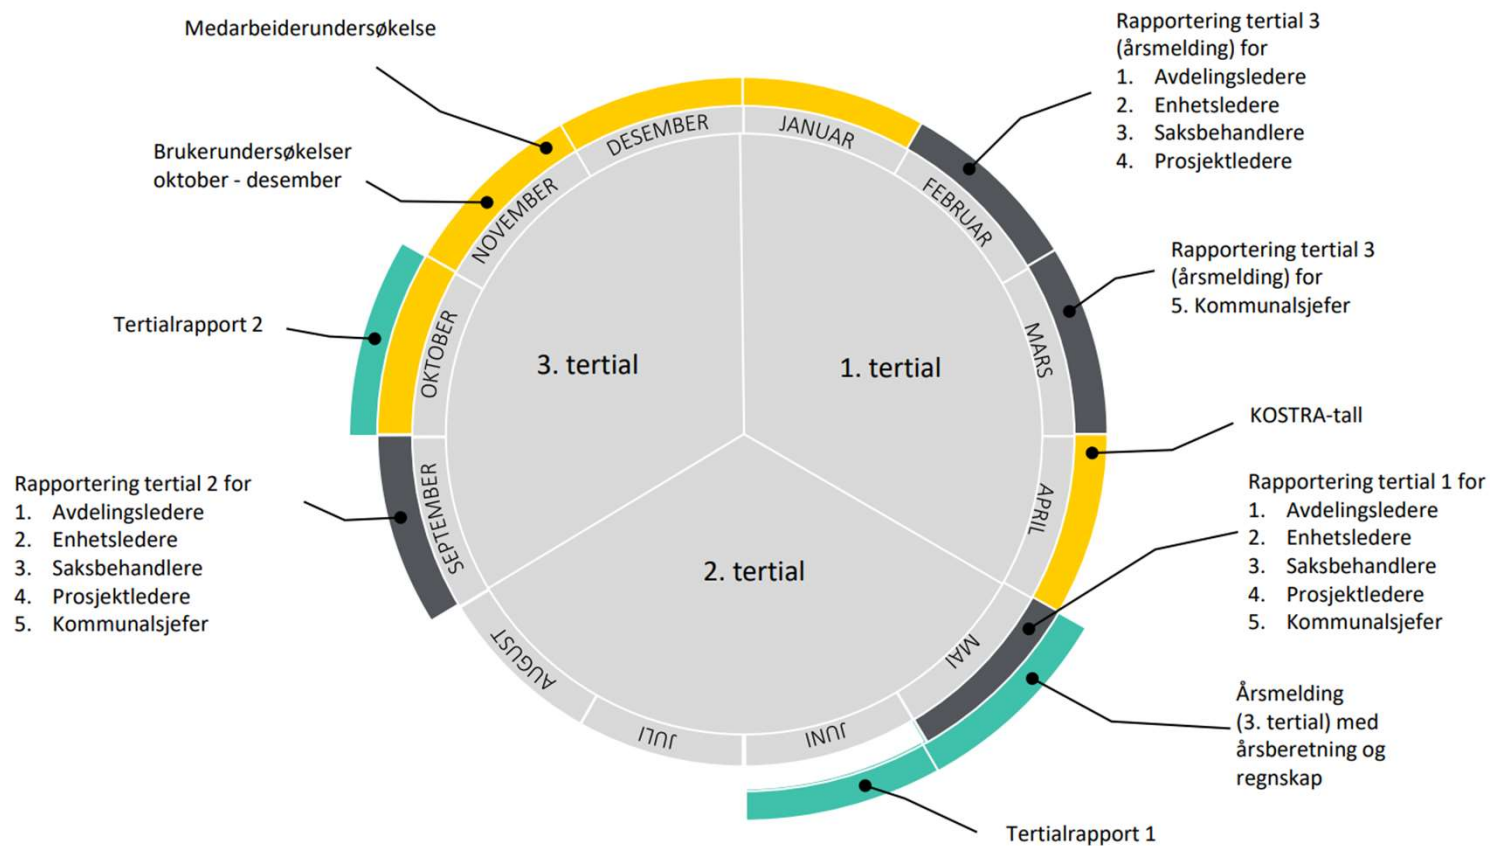 Medarbeiderundersøkelse
Brukerundersøkelser
oktober - desember
Tertialrapport 2
Rapportering tertial 2 for
1. Avdelingsledere
2. Enhetsledere
3. Saksbehandlere
4. Prosjektledere
5. Kommunalsjefer
Rapportering tertial 3
(årsmelding) for
1. Avdelingsledere
2. Enhetsledere
3. Saksbehandlere
4. Prosjektledere
Rapportering tertial 3
(årsmelding) for
5. Kommunalsjefer
KOSTRA-tall
Rapportering tertial 1 for
1. Avdelingsledere
2. Enhetsledere
3. Saksbehandlere
4. Prosjektledere
5. Kommunalsjefer
Årsmelding
(3. tertial) med
årsberetning og
regnskap
Tertialrapport 1
JANUAR
FEBRUAR
MARS
APRIL
MAI
JUNI
JULI
AUGUST
SEPTEMBER
OKTOBER
NOVEMBER
DESEMBER
1. tertial
2. tertial
3. tertial